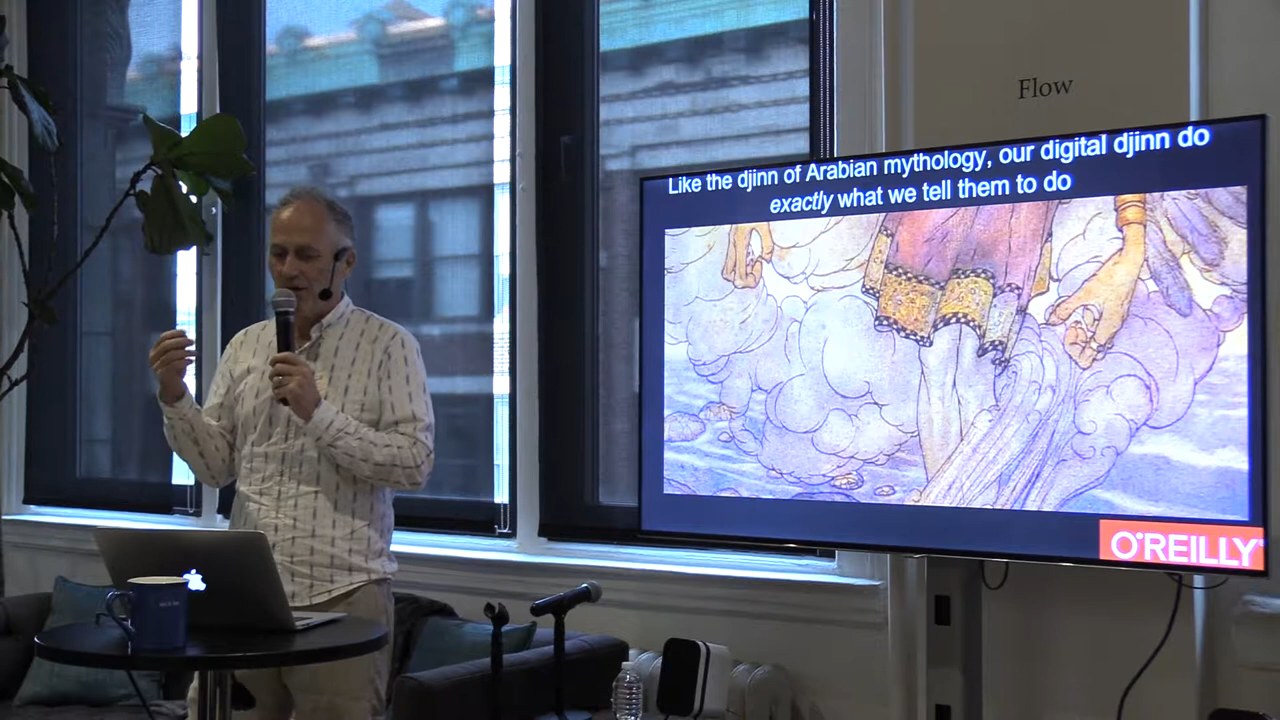 Flow
Like the djinn of Arabian mythology, our digital djinn do
exactly what we tell them to do
O'REILLY